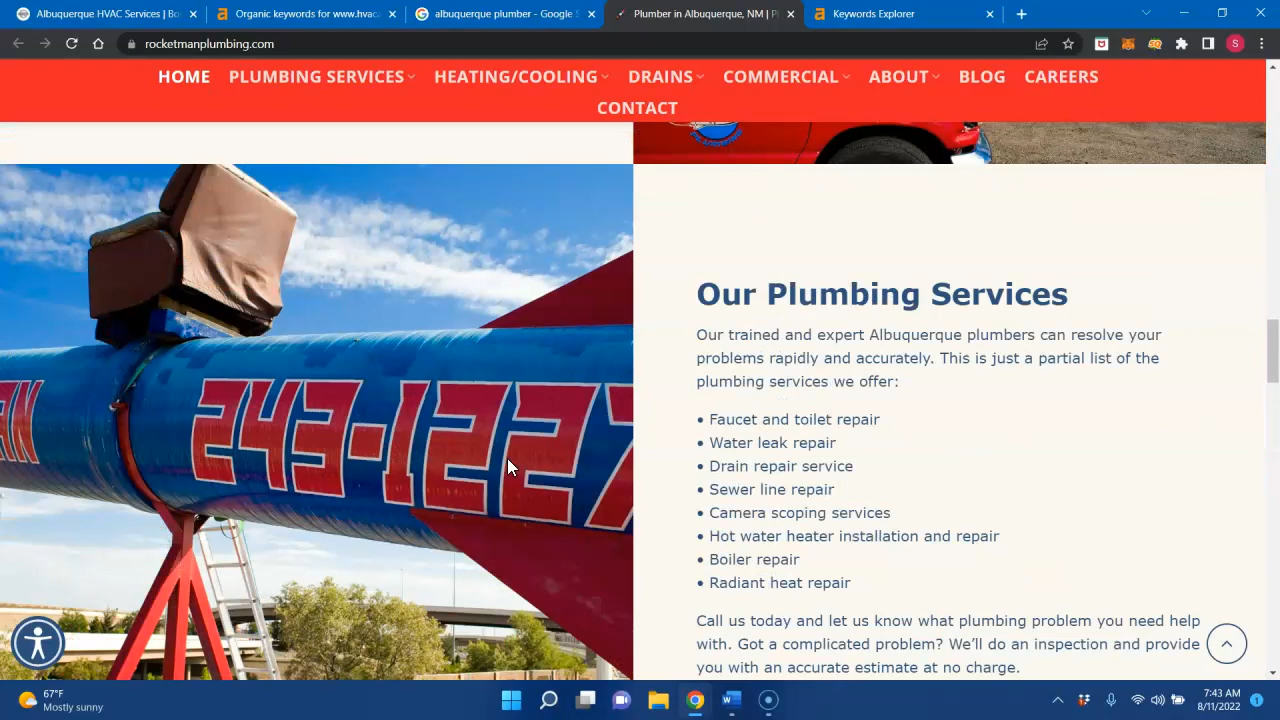 Albuquerque HVAC Services | Bo
Organic keywords for www.hvaca
albuquerque plumber - Google S
Plumber in Albuquerque, NM | P
Keywords Explorer
rocketmanplumbing.com
S
HOME PLUMBING SERVICES HEATING/COOLING DRAINS COMMERCIAL ABOUT BLOG CAREERS
CONTACT
243-1227
Our Plumbing Services
Our trained and expert Albuquerque plumbers can resolve your
problems rapidly and accurately. This is just a partial list of the
plumbing services we offer:
• Faucet and toilet repair
• Water leak repair
• Drain repair service
• Sewer line repair
• Camera scoping services
• Hot water heater installation and repair
• Boiler repair
• Radiant heat repair
Call us today and let us know what plumbing problem you need help
with. Got a complicated problem? We'll do an inspection and provide
you with an accurate estimate at no charge.
67°F
Mostly sunny
7:43 AM
8/11/2022
1